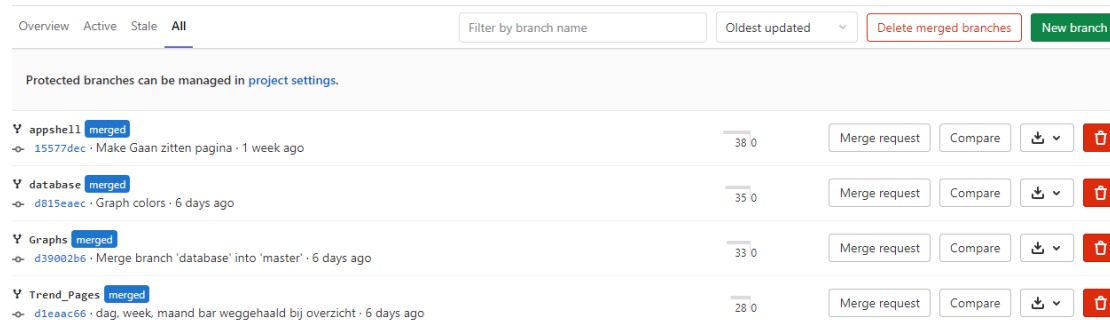 Overview Active Stale All Filter by branch name Oldest updated Delete merged branches New branch
Protected branches can be managed in project settings.
appshell merged
38 0 Merge request Compare
15577dec · Make Gaan zitten pagina · 1 week ago
database merged
35 0 Merge request Compare
d815eaec · Graph colors · 6 days ago
Graphs merged
33 0 Merge request Compare
d39002b6 · Merge branch 'database' into 'master' · 6 days ago
Trend_Pages merged
28 0 Merge request Compare
d1eaac66 · dag, week, maand bar weggehaald bij overzicht · 6 days ago